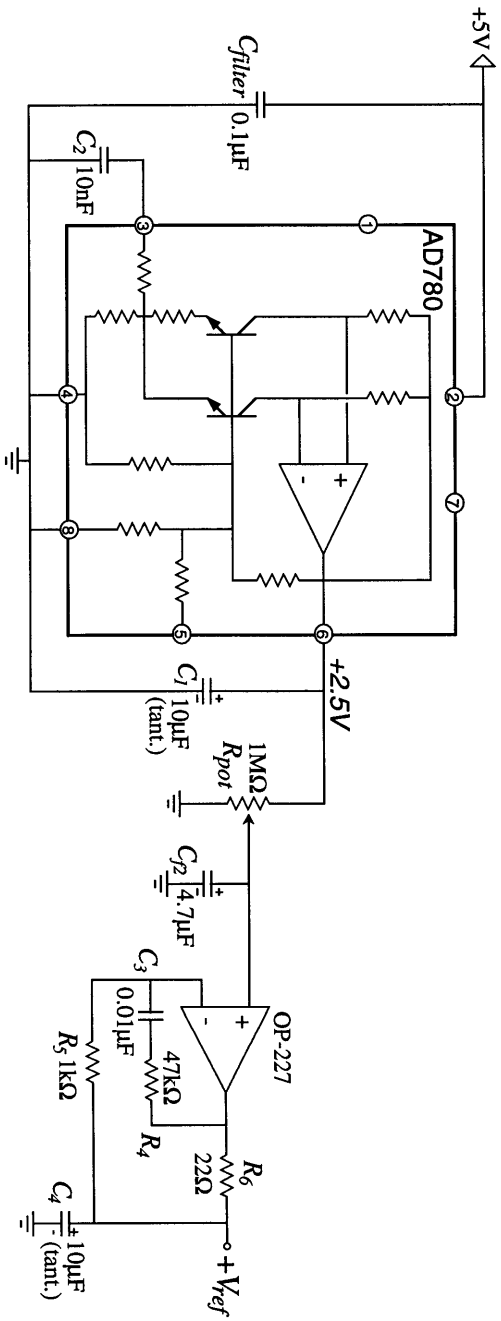 +5V
C_filter 0.1µF
C_2 10nF
AD780
1
2
3
4
5
6
7
8
+
-
+2.5V
C_1 10µF
+
-
(tant.)
1MΩ
R_pot
C_f2 4.7µF
+
-
OP-227
+
-
C_3
0.01µF
47kΩ
R_4
R_5 1kΩ
R_6
22Ω
C_4 10µF
+
-
(tant.)
+V_ref